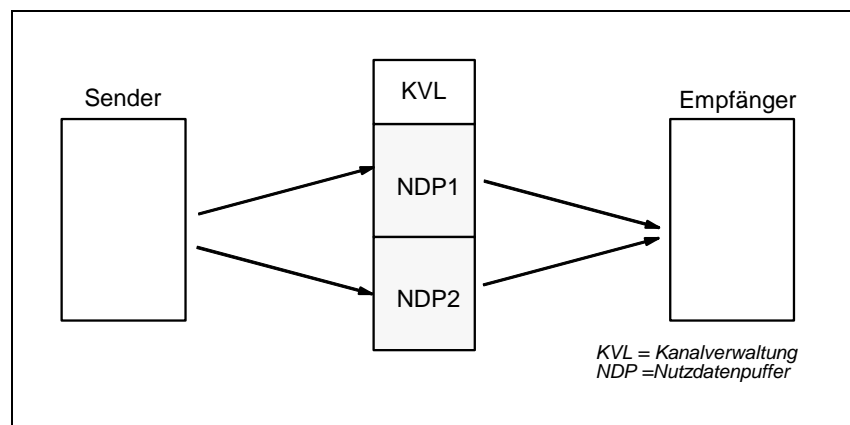 KVL
Sender
Empfänger
NDP1
NDP2
KVL = Kanalverwaltung
NDP =Nutzdatenpuffer